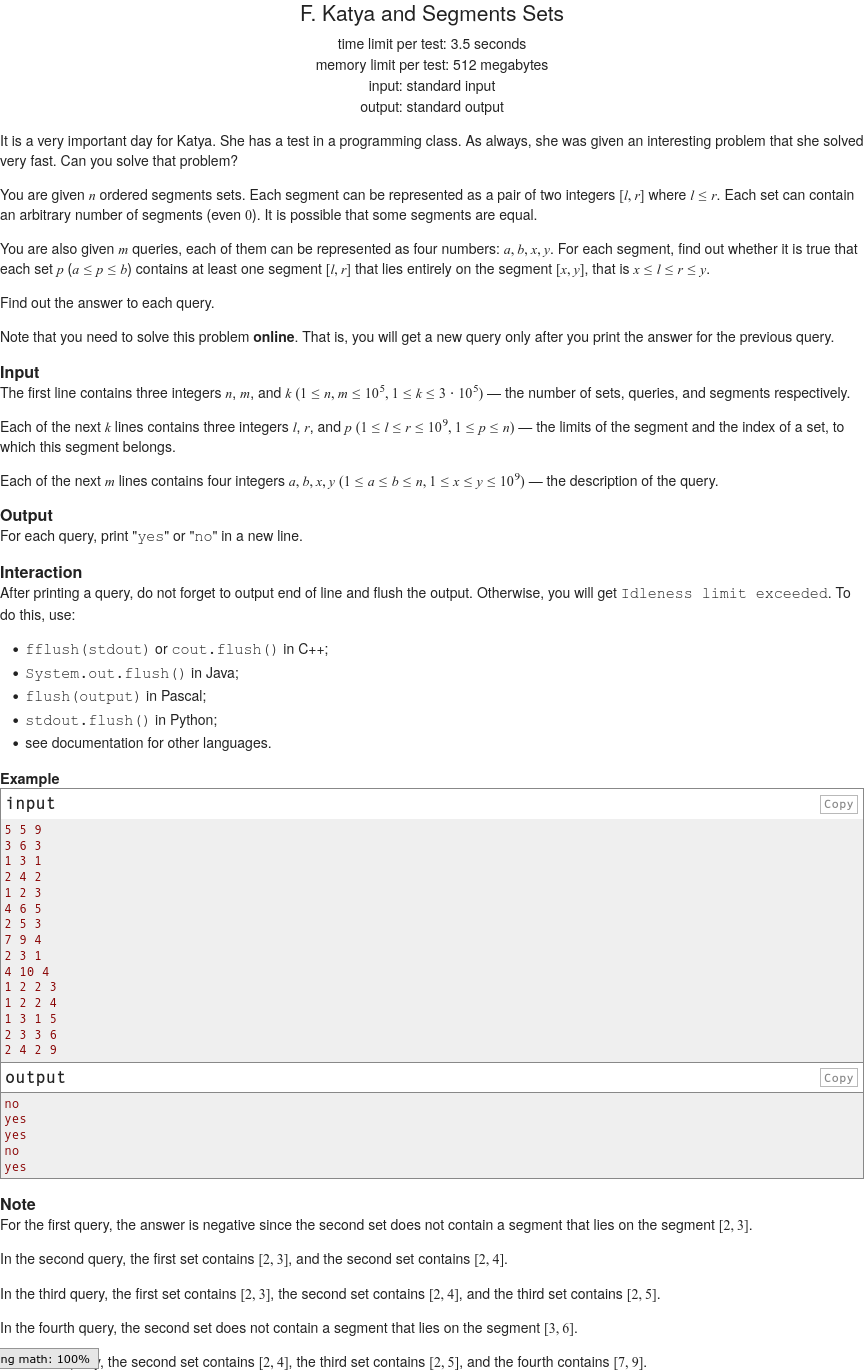 F. Katya and Segments Sets
time limit per test: 3.5 seconds
memory limit per test: 512 megabytes
input: standard input
output: standard output
It is a very important day for Katya. She has a test in a programming class. As always, she was given an interesting problem that she solved
very fast. Can you solve that problem?
You are given n ordered segments sets. Each segment can be represented as a pair of two integers [l, r] where l ≤ r. Each set can contain
an arbitrary number of segments (even 0). It is possible that some segments are equal.
You are also given m queries, each of them can be represented as four numbers: a, b, x, y. For each segment, find out whether it is true that
each set p (a ≤ p ≤ b) contains at least one segment [l, r] that lies entirely on the segment [x, y], that is x ≤ l ≤ r ≤ y.
Find out the answer to each query.
Note that you need to solve this problem online. That is, you will get a new query only after you print the answer for the previous query.
Input
The first line contains three integers n, m, and k (1 ≤ n, m ≤ 10^5, 1 ≤ k ≤ 3 · 10^5) — the number of sets, queries, and segments respectively.
Each of the next k lines contains three integers l, r, and p (1 ≤ l ≤ r ≤ 10^9, 1 ≤ p ≤ n) — the limits of the segment and the index of a set, to
which this segment belongs.
Each of the next m lines contains four integers a, b, x, y (1 ≤ a ≤ b ≤ n, 1 ≤ x ≤ y ≤ 10^9) — the description of the query.
Output
For each query, print "yes" or "no" in a new line.
Interaction
After printing a query, do not forget to output end of line and flush the output. Otherwise, you will get Idleness limit exceeded. To
do this, use:
• fflush(stdout) or cout.flush() in C++;
• System.out.flush() in Java;
• flush(output) in Pascal;
• stdout.flush() in Python;
• see documentation for other languages.
Example
input Copy
5 5 9
3 6 3
1 3 1
2 4 2
1 2 3
4 6 5
2 5 3
7 9 4
2 3 1
4 10 4
1 2 2 3
1 2 2 4
1 3 1 5
2 3 3 6
2 4 2 9
output Copy
no
yes
yes
no
yes
Note
For the first query, the answer is negative since the second set does not contain a segment that lies on the segment [2, 3].
In the second query, the first set contains [2, 3], and the second set contains [2, 4].
In the third query, the first set contains [2, 3], the second set contains [2, 4], and the third set contains [2, 5].
In the fourth query, the second set does not contain a segment that lies on the segment [3, 6].
ng math: 100% , the second set contains [2, 4], the third set contains [2, 5], and the fourth contains [7, 9].